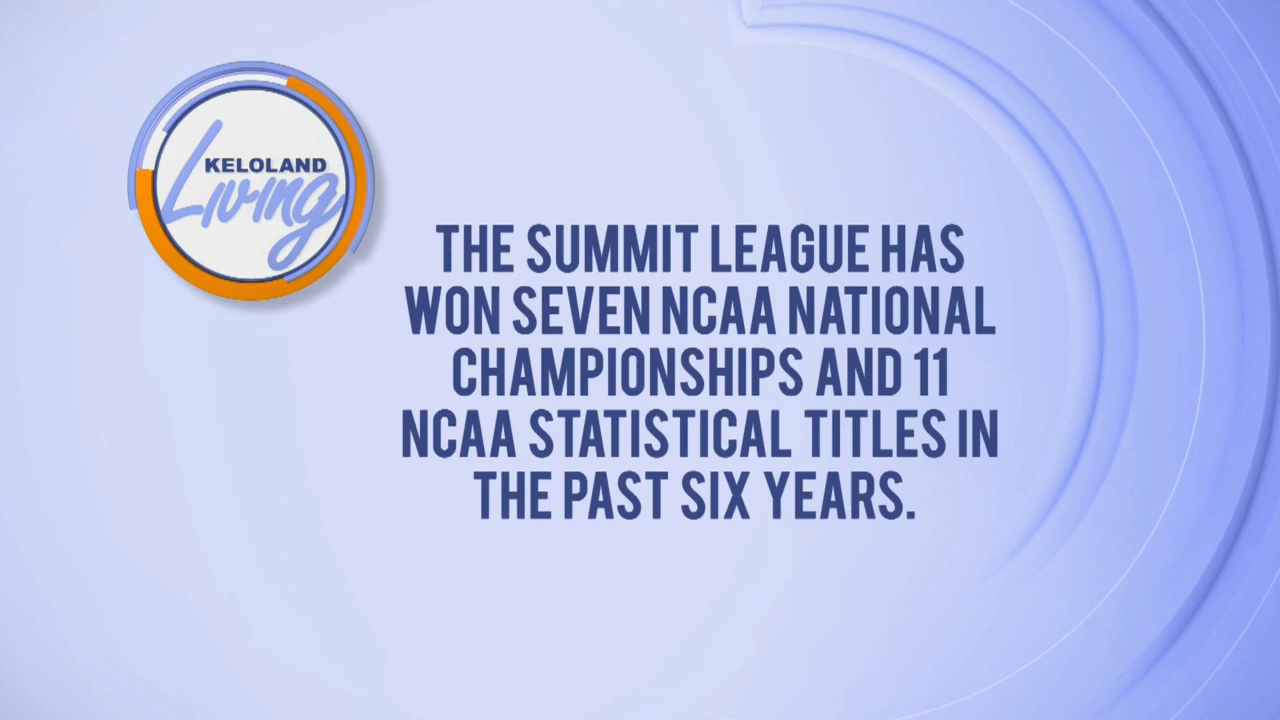 KELOLAND
Living
THE SUMMIT LEAGUE HAS
WON SEVEN NCAA NATIONAL
CHAMPIONSHIPS AND 11
NCAA STATISTICAL TITLES IN
THE PAST SIX YEARS.